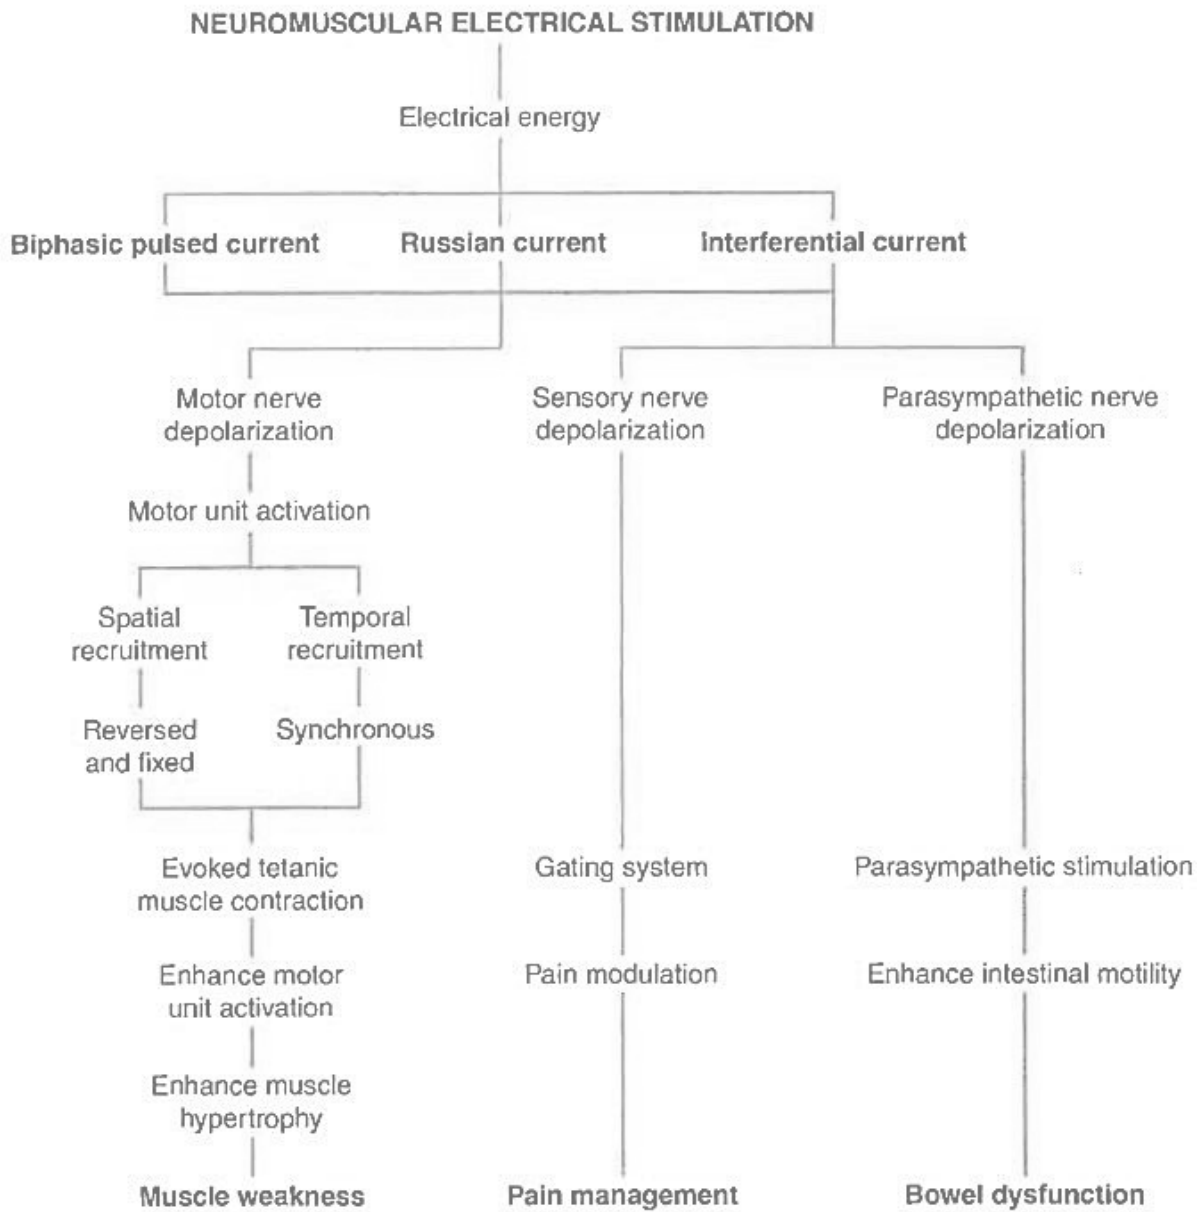 NEUROMUSCULAR ELECTRICAL STIMULATION
Electrical energy
Biphasic pulsed current
Russian current
Interferential current
Motor nerve
depolarization
Sensory nerve
depolarization
Parasympathetic nerve
depolarization
Motor unit activation
Spatial
recruitment
Temporal
recruitment
Reversed
and fixed
Synchronous
Evoked tetanic
muscle contraction
Gating system
Parasympathetic stimulation
Enhance motor
unit activation
Pain modulation
Enhance intestinal motility
Enhance muscle
hypertrophy
Muscle weakness
Pain management
Bowel dysfunction